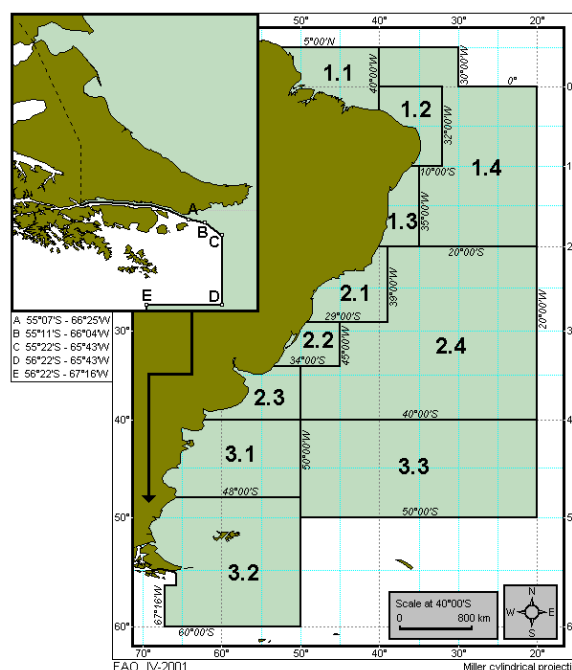 50° 40° 30° 20°
5°00'N
1.1
40°00'W
30°00'W
0°
0°
1.2
32°00'W
10°00'S
1.4
1.3
35°00'W
20°00'S
A
B
C
D
E
A 55°07'S - 66°25'W
B 55°11'S - 66°04'W
C 55°22'S - 65°43'W
D 56°22'S - 65°43'W
E 56°22'S - 67°16'W
2.1
39°00'W
29°00'S
20°00'W
30°
2.2
45°00'W
34°00'S
2.4
2.3
40°00'S
40°
3.1
50°00'W
3.3
48°00'S
50°00'S
50°
3.2
67°16'W
60°00'S
60°
Scale at 40°00'S
0 800 km
N
W E
S
70° 60° 50° 40° 30° 20°
FAO, IV-2001